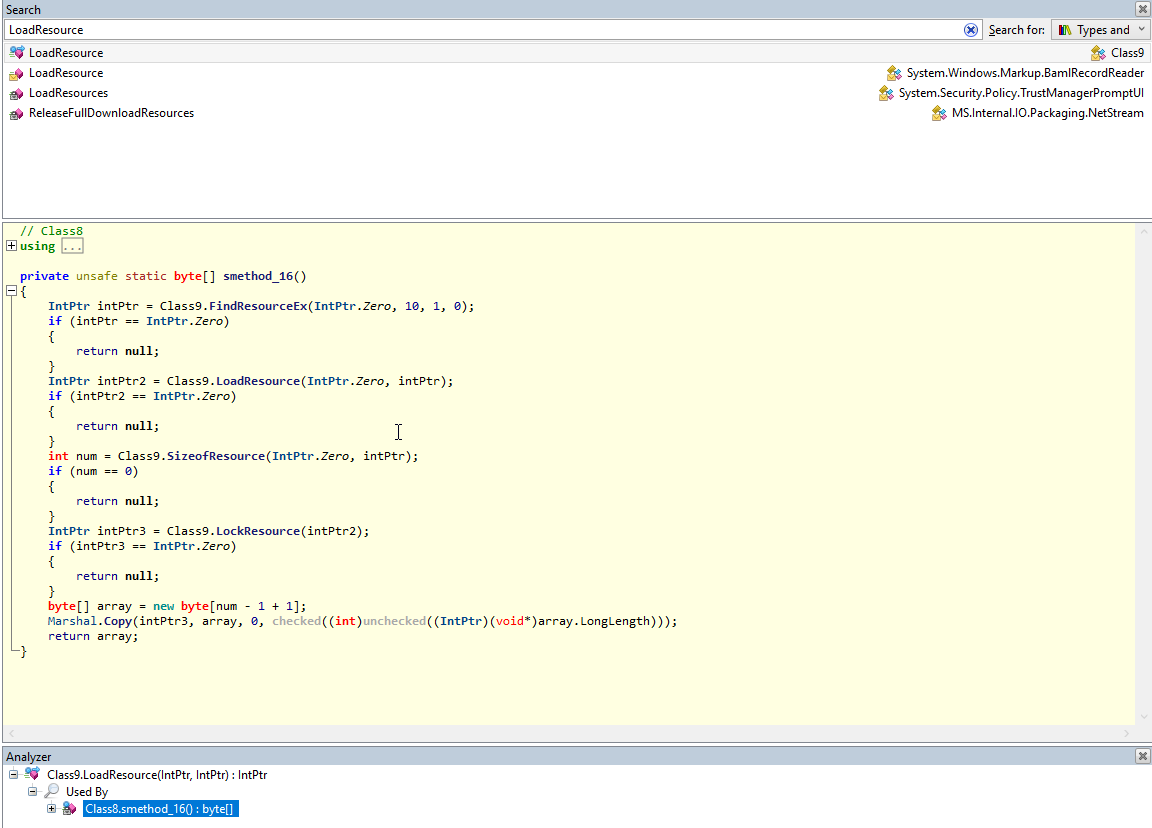 Search
LoadResource Search for: Types and
LoadResource Class9
LoadResource System.Windows.Markup.BamlRecordReader
LoadResources System.Security.Policy.TrustManagerPromptUI
ReleaseFullDownloadResources MS.Internal.IO.Packaging.NetStream
// Class8
using ...
private unsafe static byte[] smethod_16()
{
IntPtr intPtr = Class9.FindResourceEx(IntPtr.Zero, 10, 1, 0);
if (intPtr == IntPtr.Zero)
{
return null;
}
IntPtr intPtr2 = Class9.LoadResource(IntPtr.Zero, intPtr);
if (intPtr2 == IntPtr.Zero)
{
return null;
}
int num = Class9.SizeofResource(IntPtr.Zero, intPtr);
if (num == 0)
{
return null;
}
IntPtr intPtr3 = Class9.LockResource(intPtr2);
if (intPtr3 == IntPtr.Zero)
{
return null;
}
byte[] array = new byte[num - 1 + 1];
Marshal.Copy(intPtr3, array, 0, checked((int)unchecked((IntPtr)(void*)array.LongLength)));
return array;
}
Analyzer
Class9.LoadResource(IntPtr, IntPtr) : IntPtr
Used By
Class8.smethod_16() : byte[]